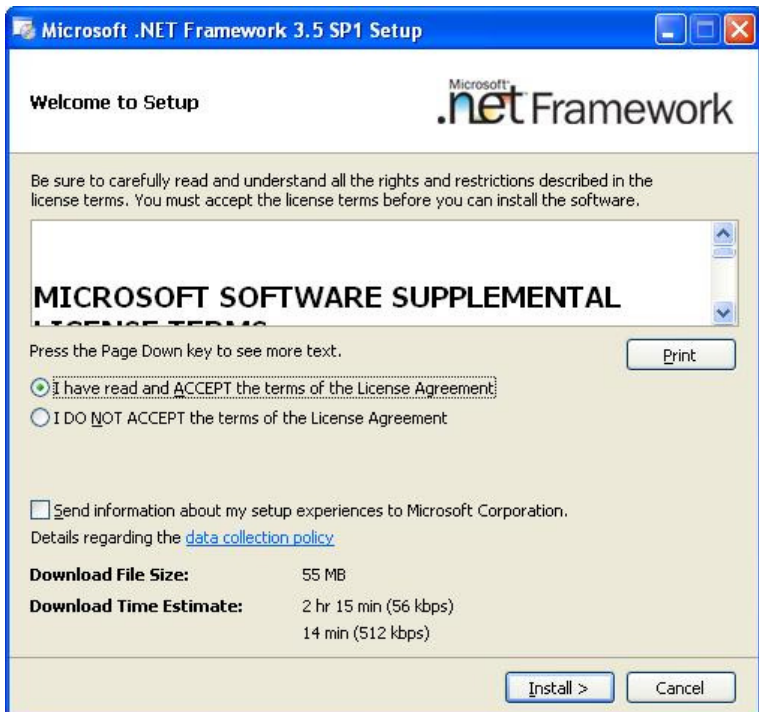 Microsoft .NET Framework 3.5 SP1 Setup
Welcome to Setup
Microsoft
.net Framework
Be sure to carefully read and understand all the rights and restrictions described in the
license terms. You must accept the license terms before you can install the software.
MICROSOFT SOFTWARE SUPPLEMENTAL
LICENSE TERMS
Press the Page Down key to see more text.
Print
I have read and ACCEPT the terms of the License Agreement
I DO NOT ACCEPT the terms of the License Agreement
Send information about my setup experiences to Microsoft Corporation.
Details regarding the data collection policy
Download File Size: 55 MB
Download Time Estimate: 2 hr 15 min (56 kbps)
14 min (512 kbps)
Install > Cancel